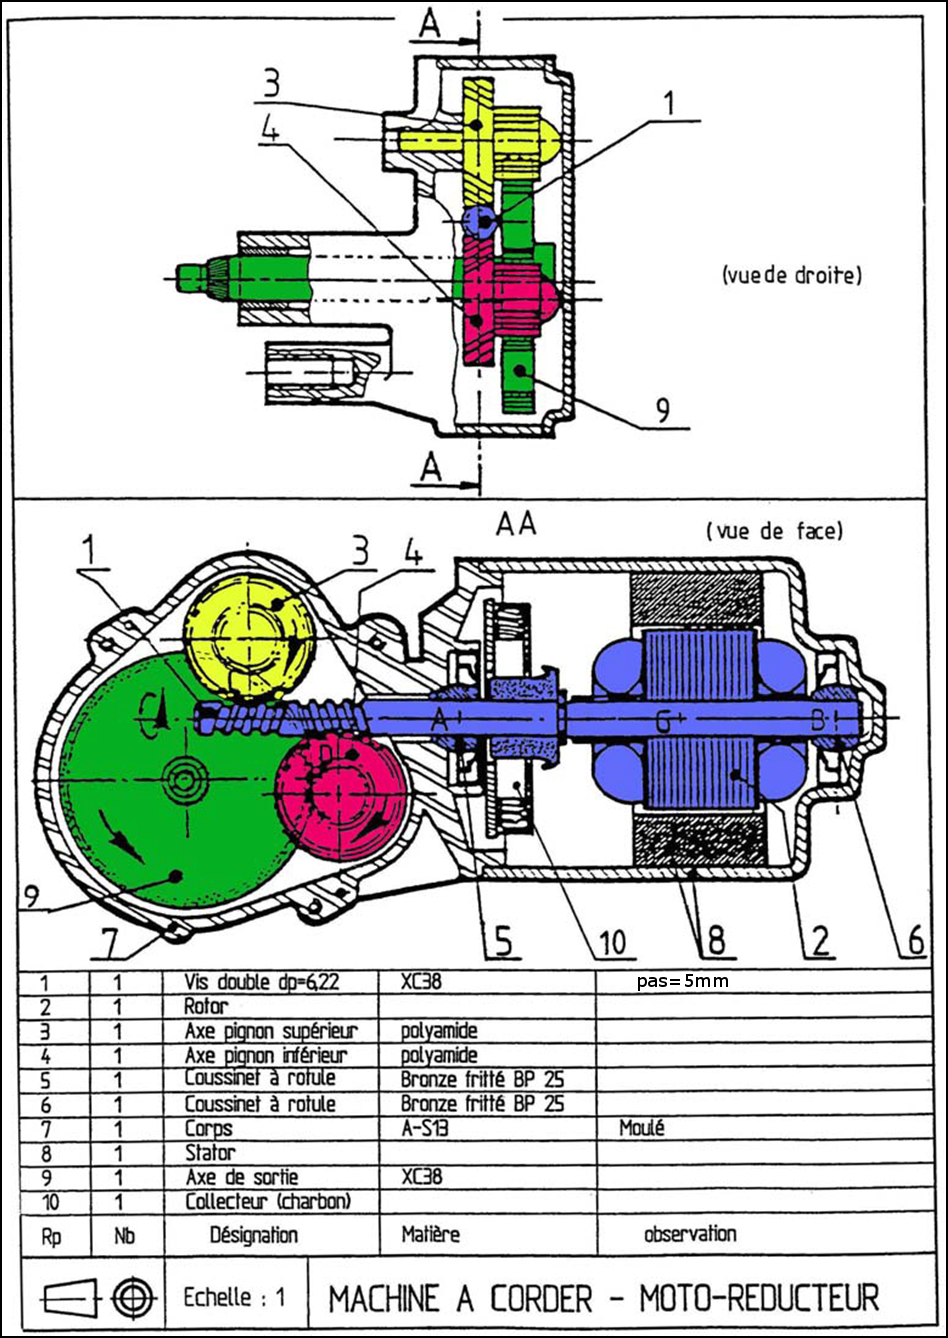 A
3
1
4
(vue de droite)
9
A
AA
(vue de face)
1
3
4
A
G
B
D
9
7
5
10
8
2
6
1 1 Vis double dp=6,22 XC38 pas=5mm
2 1 Rotor
3 1 Axe pignon supérieur polyamide
4 1 Axe pignon inférieur polyamide
5 1 Coussinet à rotule Bronze fritté BP 25
6 1 Coussinet à rotule Bronze fritté BP 25
7 1 Corps A-S13 Moulé
8 1 Stator
9 1 Axe de sortie XC38
10 1 Collecteur (charbon)
Rp Nb Désignation Matière observation
Echelle : 1 MACHINE A CORDER - MOTO-REDUCTEUR